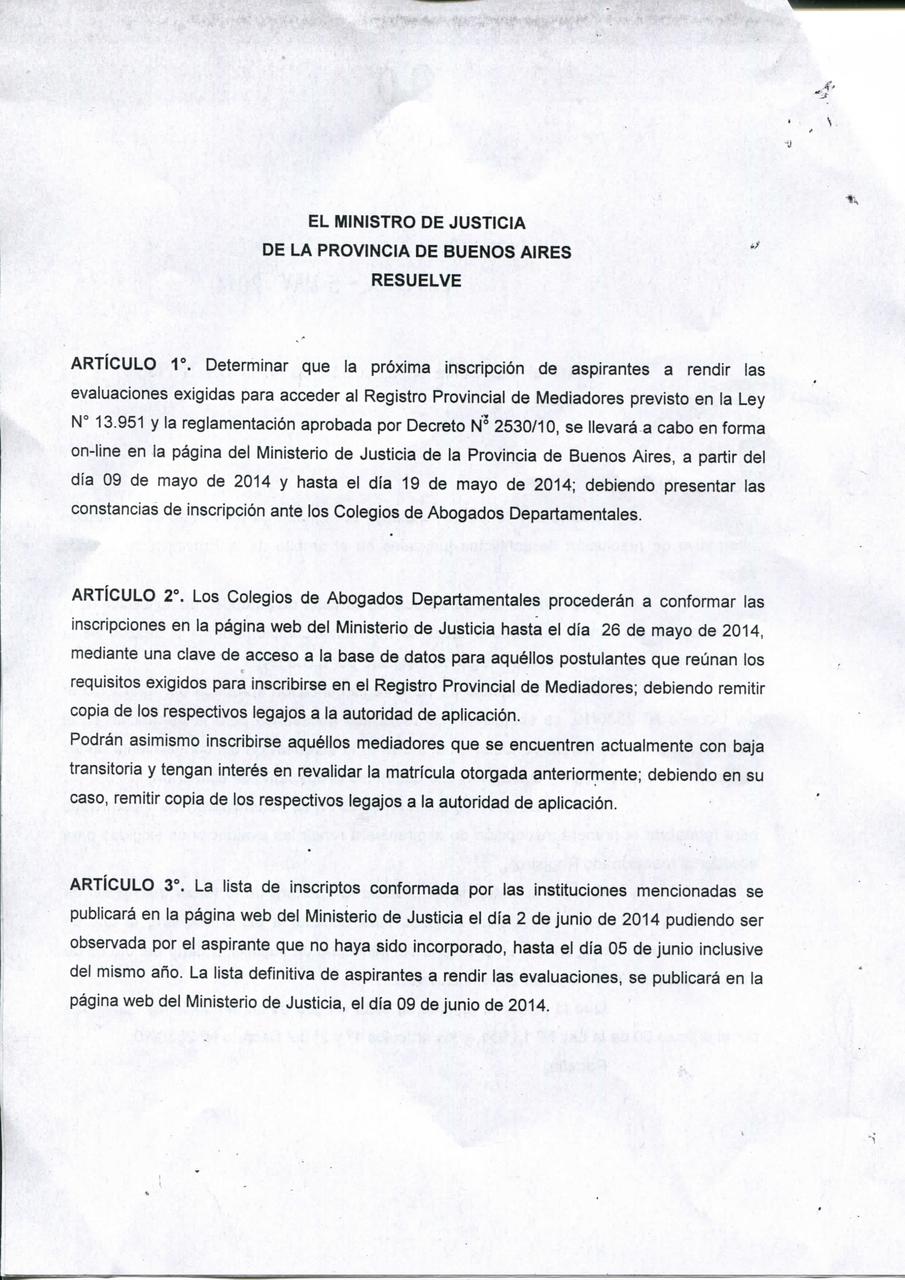 EL MINISTRO DE JUSTICIA
DE LA PROVINCIA DE BUENOS AIRES
RESUELVE
ARTÍCULO 1°. Determinar que la próxima inscripción de aspirantes a rendir las
evaluaciones exigidas para acceder al Registro Provincial de Mediadores previsto en la Ley
N° 13.951 y la reglamentación aprobada por Decreto N° 2530/10, se llevará a cabo en forma
on-line en la página del Ministerio de Justicia de la Provincia de Buenos Aires, a partir del
día 09 de mayo de 2014 y hasta el día 19 de mayo de 2014; debiendo presentar las
constancias de inscripción ante los Colegios de Abogados Departamentales.
ARTÍCULO 2°. Los Colegios de Abogados Departamentales procederán a conformar las
inscripciones en la página web del Ministerio de Justicia hasta el día 26 de mayo de 2014,
mediante una clave de acceso a la base de datos para aquéllos postulantes que reúnan los
requisitos exigidos para inscribirse en el Registro Provincial de Mediadores; debiendo remitir
copia de los respectivos legajos a la autoridad de aplicación.
Podrán asimismo inscribirse aquéllos mediadores que se encuentren actualmente con baja
transitoria y tengan interés en revalidar la matrícula otorgada anteriormente; debiendo en su
caso, remitir copia de los respectivos legajos a la autoridad de aplicación.
ARTÍCULO 3°. La lista de inscriptos conformada por las instituciones mencionadas se
publicará en la página web del Ministerio de Justicia el día 2 de junio de 2014 pudiendo ser
observada por el aspirante que no haya sido incorporado, hasta el día 05 de junio inclusive
del mismo año. La lista definitiva de aspirantes a rendir las evaluaciones, se publicará en la
página web del Ministerio de Justicia, el día 09 de junio de 2014.